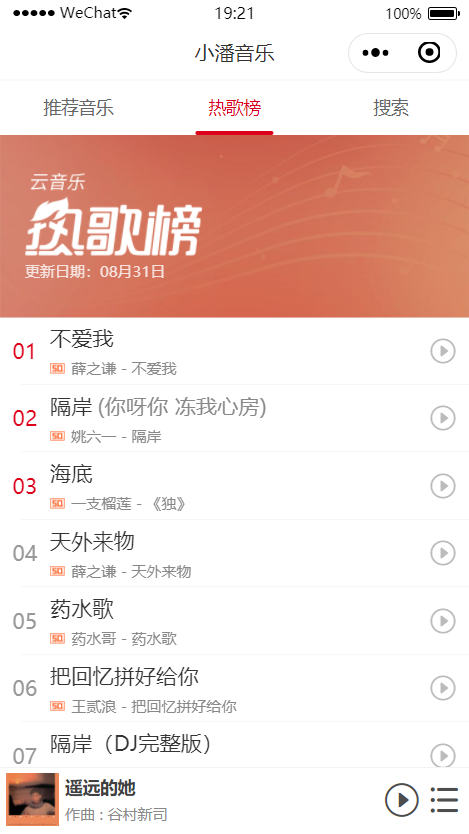 ●●●●● WeChat 19:21 100%
小潘音乐
推荐音乐 热歌榜 搜索
云音乐
热歌榜
更新日期：08月31日
01 不爱我
SQ 薛之谦 - 不爱我
02 隔岸 (你呀你 冻我心房)
SQ 姚六一 - 隔岸
03 海底
SQ 一支榴莲 - 《独》
04 天外来物
SQ 薛之谦 - 天外来物
05 药水歌
SQ 药水哥 - 药水歌
06 把回忆拼好给你
SQ 王贰浪 - 把回忆拼好给你
07 隔岸（DJ完整版）
遥远的她
作曲 : 谷村新司